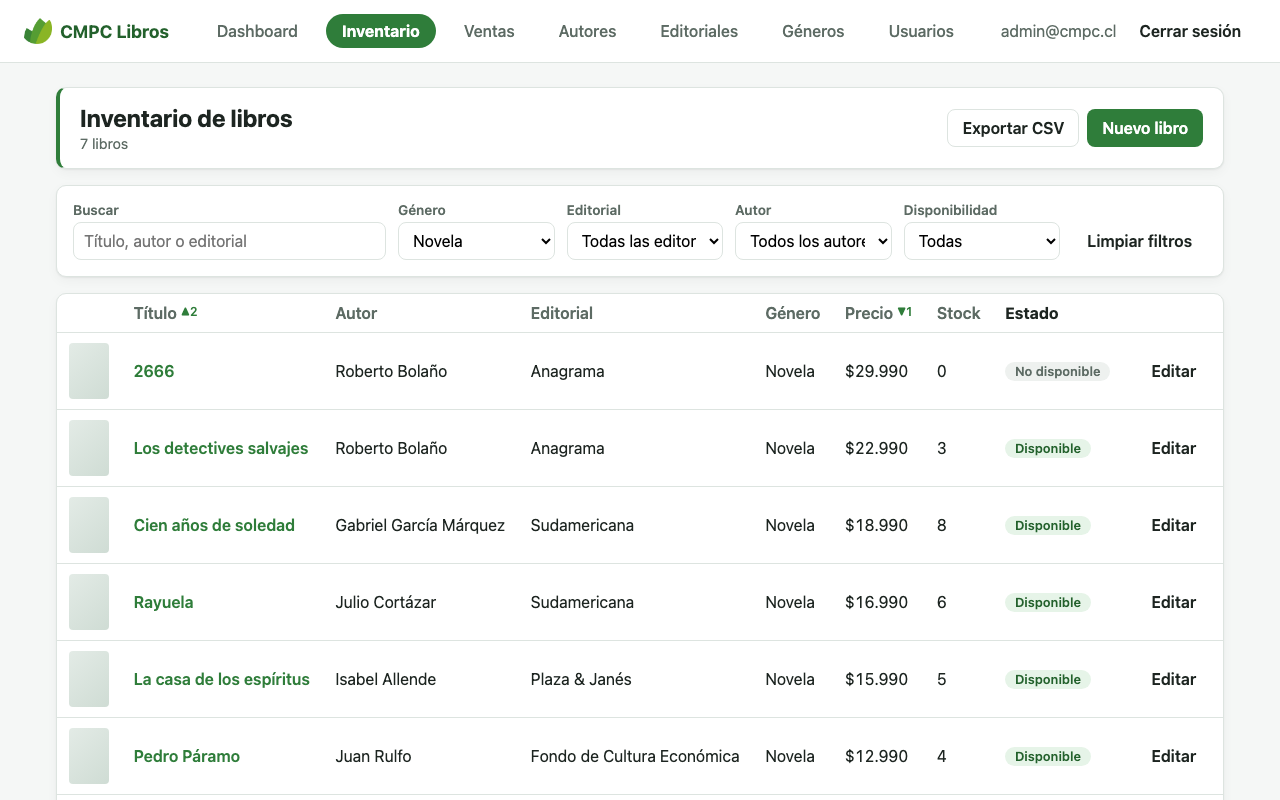 CMPC Libros Dashboard Inventario Ventas Autores Editoriales Géneros Usuarios admin@cmpc.cl Cerrar sesión
Inventario de libros
7 libros
Exportar CSV Nuevo libro
Buscar Género Editorial Autor Disponibilidad
Título, autor o editorial Novela Todas las editor Todos los autore Todas Limpiar filtros
Título ▲2 Autor Editorial Género Precio ▼1 Stock Estado
2666 Roberto Bolaño Anagrama Novela $29.990 0 No disponible Editar
Los detectives salvajes Roberto Bolaño Anagrama Novela $22.990 3 Disponible Editar
Cien años de soledad Gabriel García Márquez Sudamericana Novela $18.990 8 Disponible Editar
Rayuela Julio Cortázar Sudamericana Novela $16.990 6 Disponible Editar
La casa de los espíritus Isabel Allende Plaza & Janés Novela $15.990 5 Disponible Editar
Pedro Páramo Juan Rulfo Fondo de Cultura Económica Novela $12.990 4 Disponible Editar